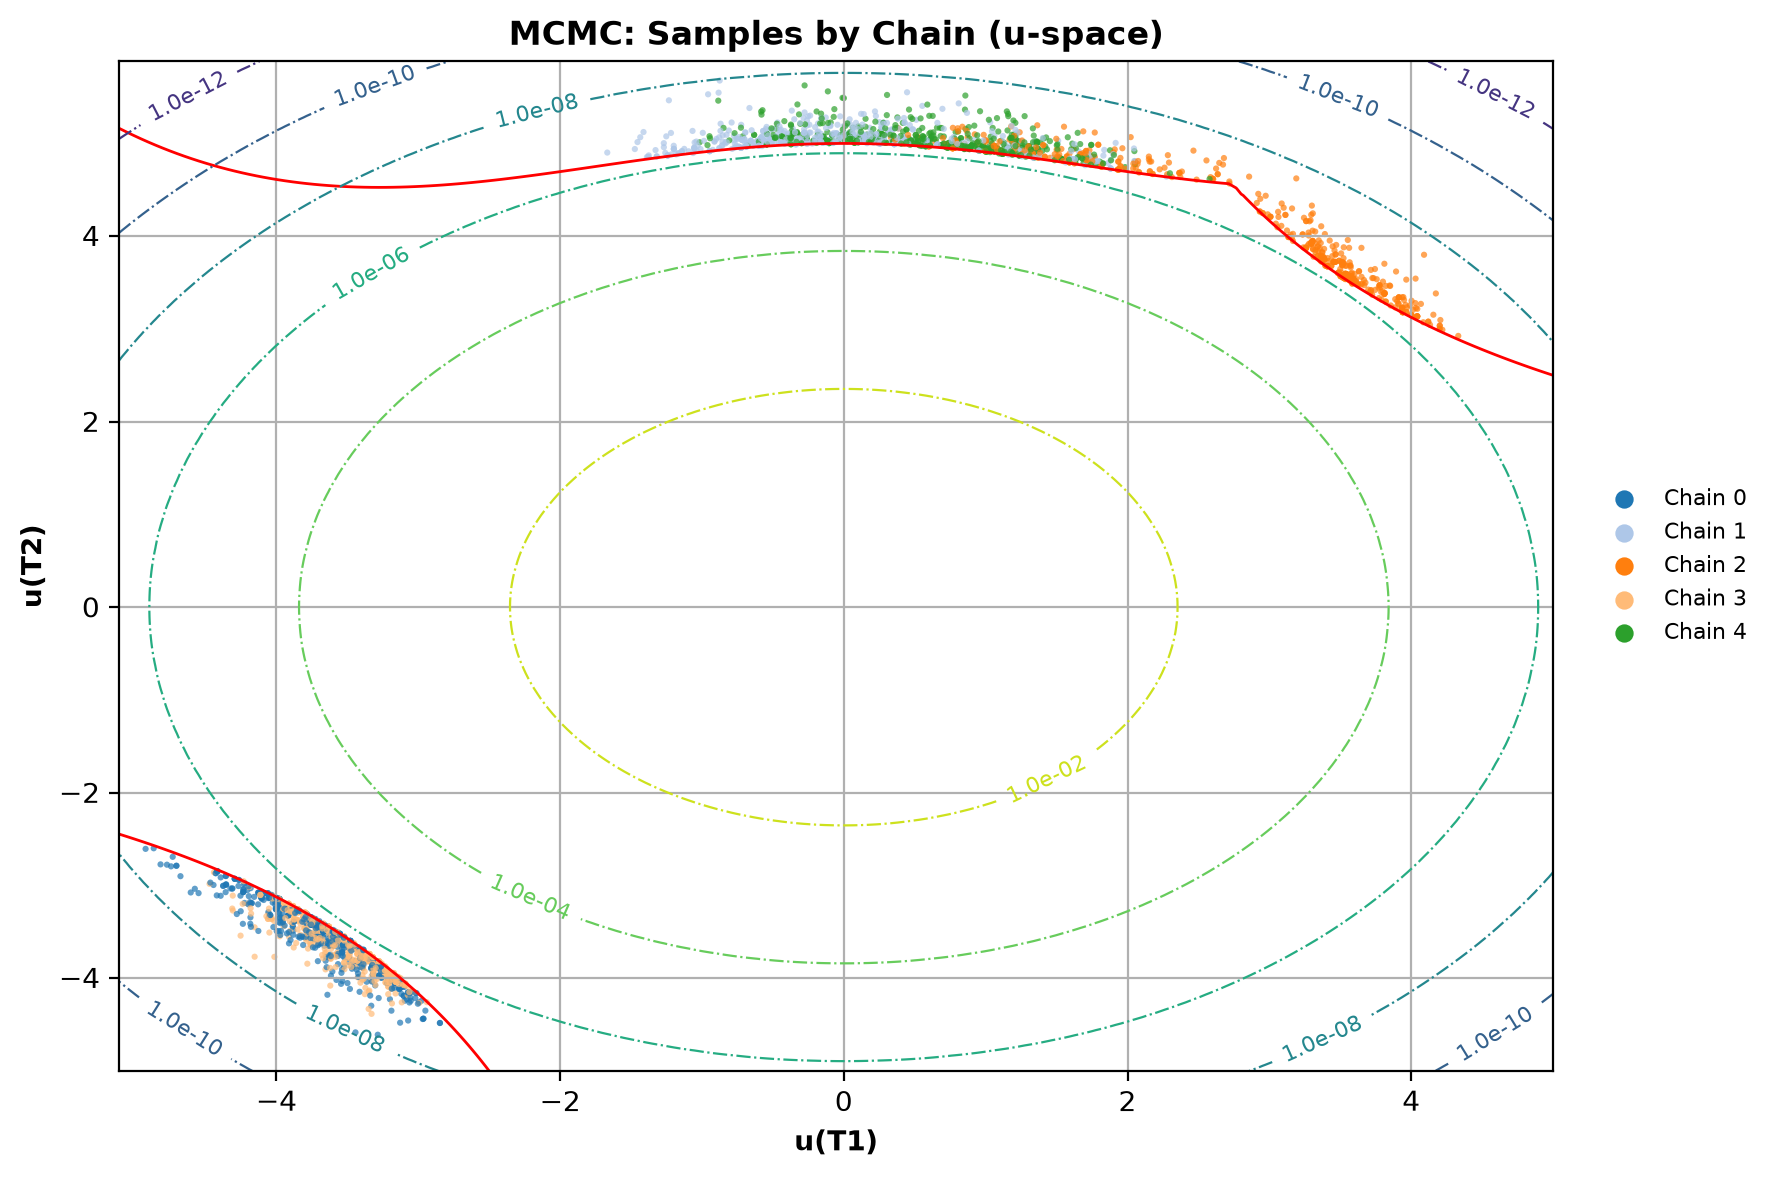 MCMC: Samples by Chain (u-space)
1.0e-12
1.0e-10
1.0e-08
1.0e-10
1.0e-12
1.0e-06
1.0e-02
1.0e-04
1.0e-10
1.0e-08
1.0e-08
1.0e-10
4
2
0
−2
−4
−4
−2
0
2
4
u(T2)
u(T1)
Chain 0
Chain 1
Chain 2
Chain 3
Chain 4